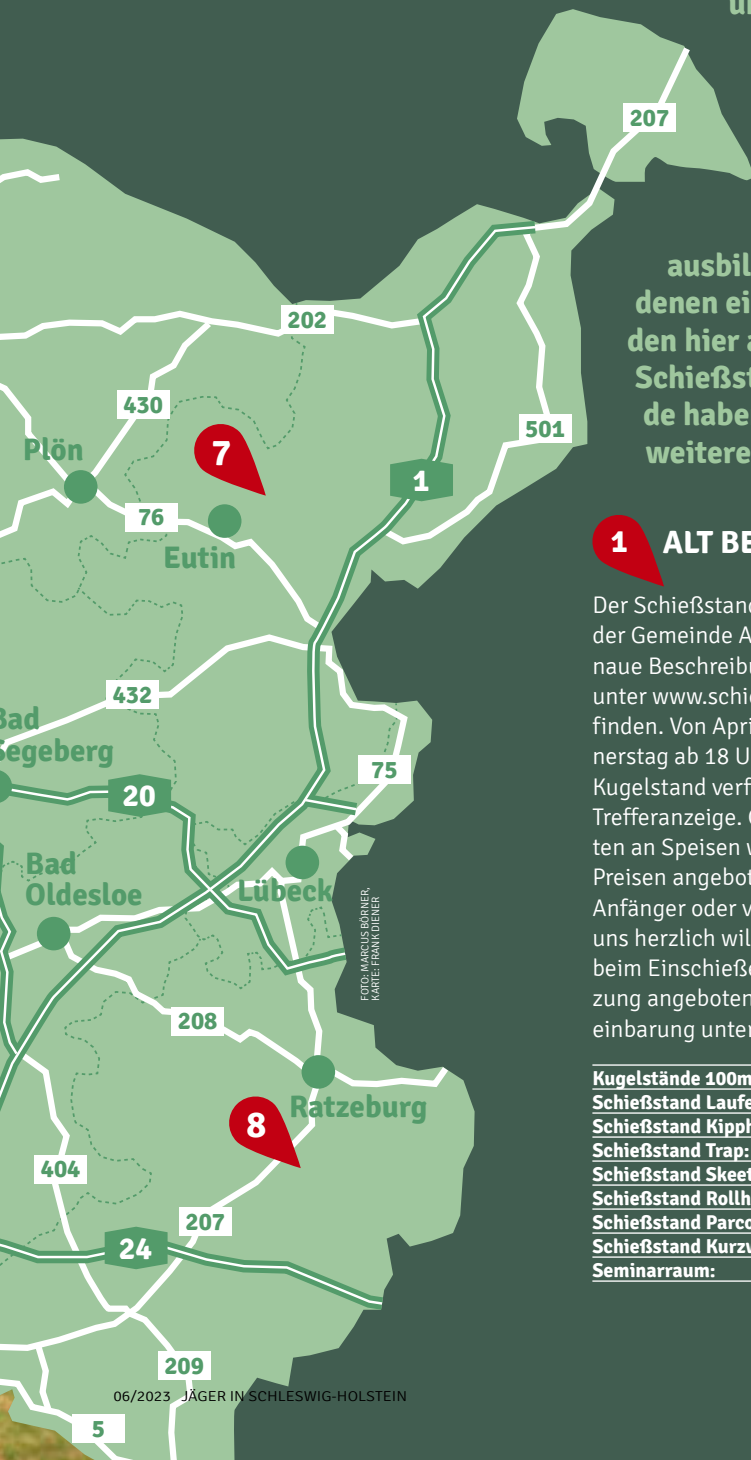 207
202
430
Plön
7
501
1
76
Eutin
432
Bad
Segeberg
75
20
Bad
Oldesloe
Lübeck
FOTO: MARCUS BÖRNER,
KARTE: FRANK DIENER
208
Ratzeburg
8
404
207
24
209
5
06/2023 JÄGER IN SCHLESWIG-HOLSTEIN
ausbil
denen ei
den hier a
Schießst
de habe
weitere
1 ALT BE
Der Schießstand
der Gemeinde A
naue Beschreibu
unter www.schie
finden. Von Apri
nerstag ab 18 U
Kugelstand verf
Trefferanzeige.
ten an Speisen w
Preisen angebot
Anfänger oder v
uns herzlich wil
beim Einschieße
zung angeboten
einbarung unter
Kugelstände 100m
Schießstand Laufe
Schießstand Kipph
Schießstand Trap:
Schießstand Skeet
Schießstand Rollh
Schießstand Parco
Schießstand Kurzw
Seminarraum: